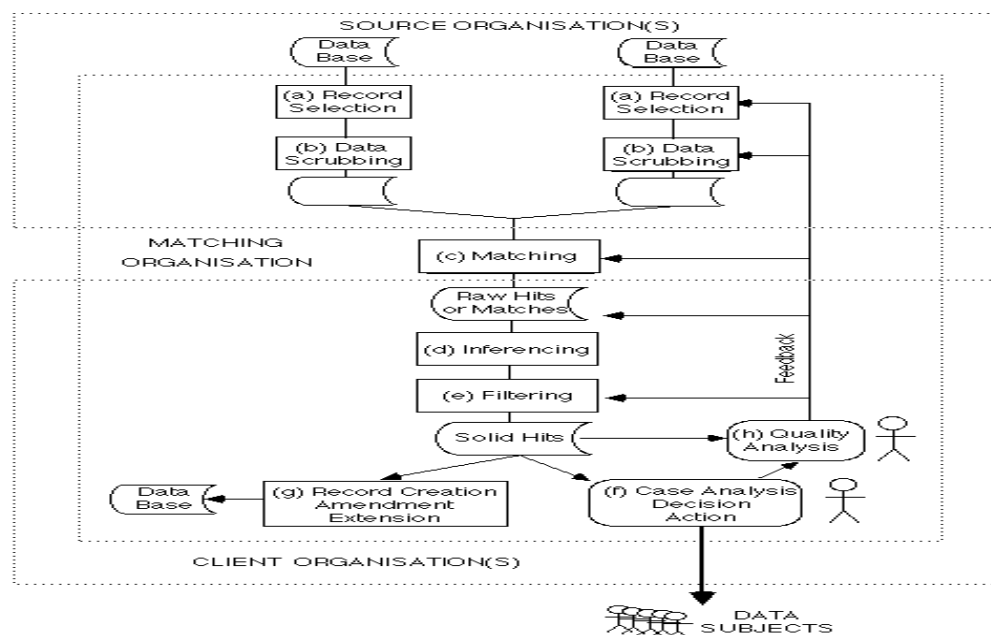 SOURCE ORGANISATION(S)
Data
Base
Data
Base
(a) Record
Selection
(a) Record
Selection
(b) Data
Scrubbing
(b) Data
Scrubbing
MATCHING
ORGANISATION
(c) Matching
Raw Hits
or Matches
(d) Inferencing
Feedback
(e) Filtering
Solid Hits
(h) Quality
Analysis
Data
Base
(g) Record Creation
Amendment
Extension
(f) Case Analysis
Decision
Action
CLIENT ORGANISATION(S)
DATA
SUBJECTS